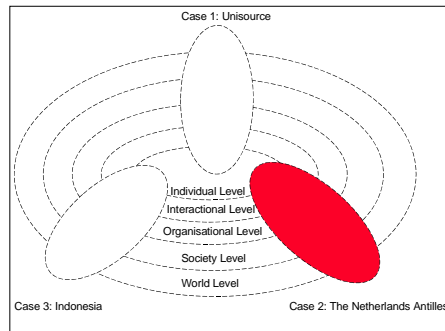 Case 1: Unisource
Individual Level
Interactional Level
Organisational Level
Society Level
World Level
Case 3: Indonesia
Case 2: The Netherlands Antilles